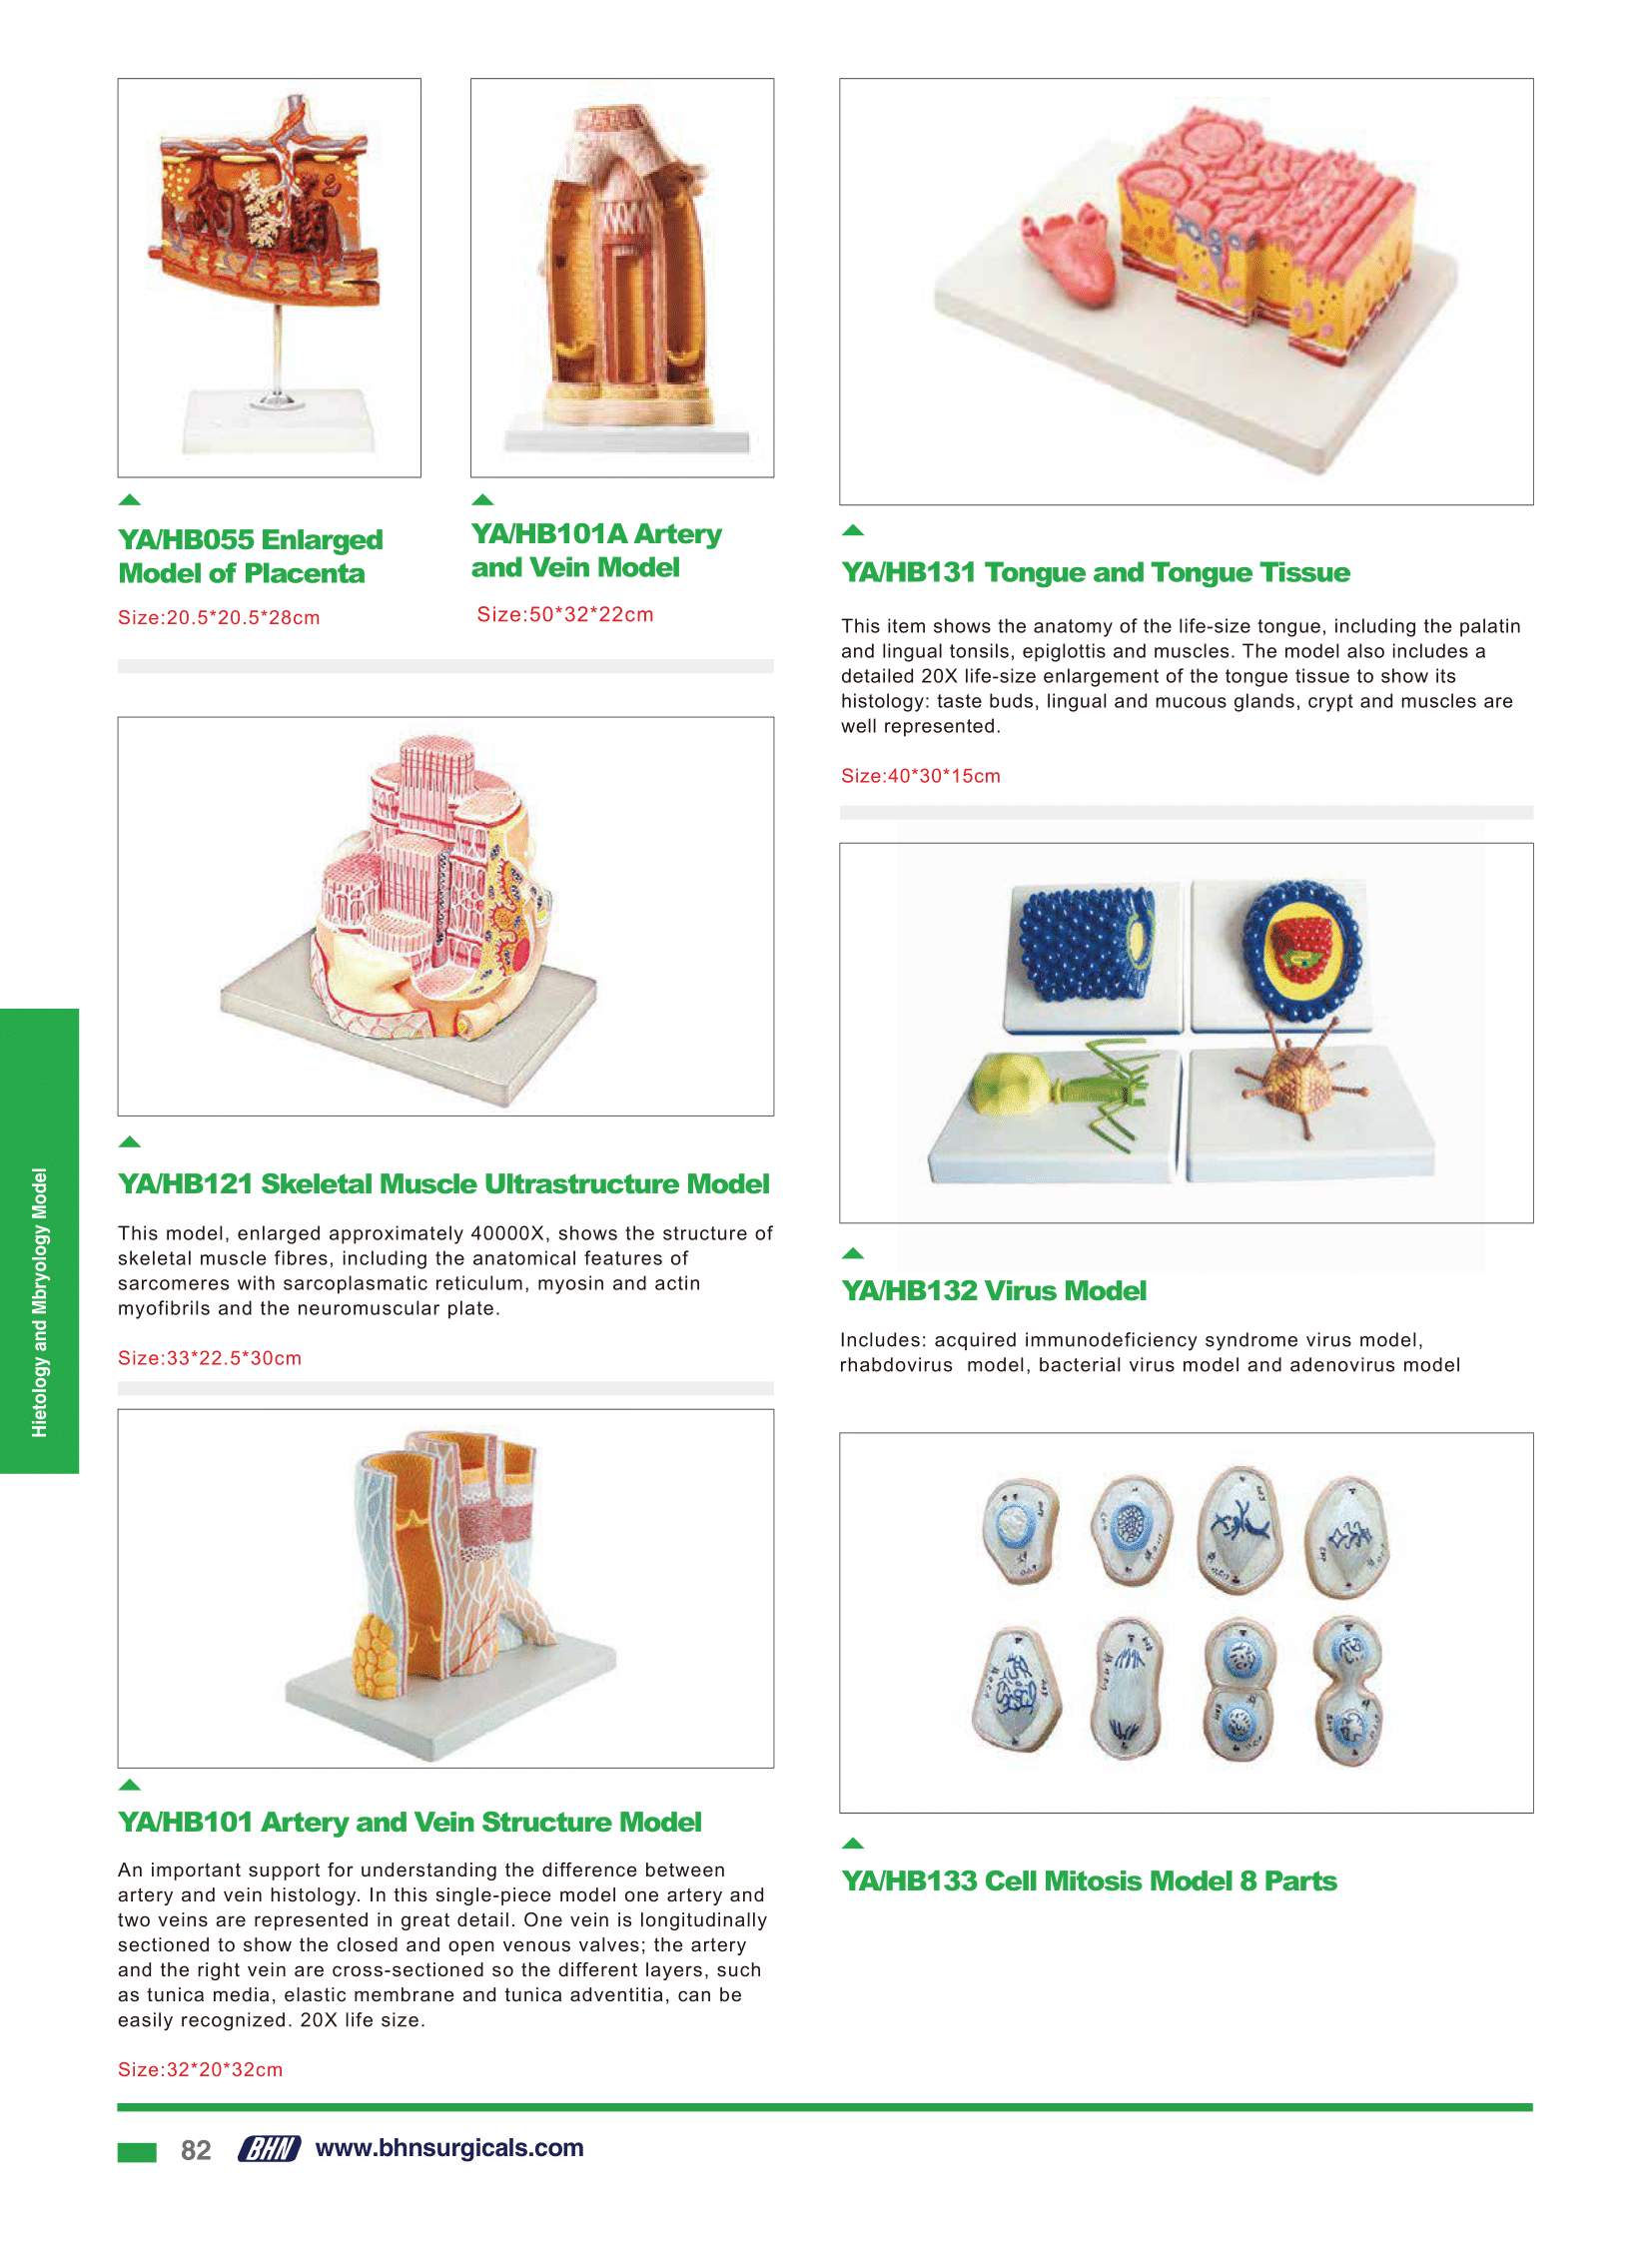 YA/HB055 Enlarged
Model of Placenta
Size:20.5*20.5*28cm
YA/HB101A Artery
and Vein Model
Size:50*32*22cm
YA/HB121 Skeletal Muscle Ultrastructure Model
This model, enlarged approximately 40000X, shows the structure of
skeletal muscle fibres, including the anatomical features of
sarcomeres with sarcoplasmatic reticulum, myosin and actin
myofibrils and the neuromuscular plate.
Size:33*22.5*30cm
YA/HB101 Artery and Vein Structure Model
An important support for understanding the difference between
artery and vein histology. In this single-piece model one artery and
two veins are represented in great detail. One vein is longitudinally
sectioned to show the closed and open venous valves; the artery
and the right vein are cross-sectioned so the different layers, such
as tunica media, elastic membrane and tunica adventitia, can be
easily recognized. 20X life size.
Size:32*20*32cm
YA/HB131 Tongue and Tongue Tissue
This item shows the anatomy of the life-size tongue, including the palatin
and lingual tonsils, epiglottis and muscles. The model also includes a
detailed 20X life-size enlargement of the tongue tissue to show its
histology: taste buds, lingual and mucous glands, crypt and muscles are
well represented.
Size:40*30*15cm
YA/HB132 Virus Model
Includes: acquired immunodeficiency syndrome virus model,
rhabdovirus  model, bacterial virus model and adenovirus model
YA/HB133 Cell Mitosis Model 8 Parts
Hietology and Mbryology Model
82 BHN www.bhnsurgicals.com